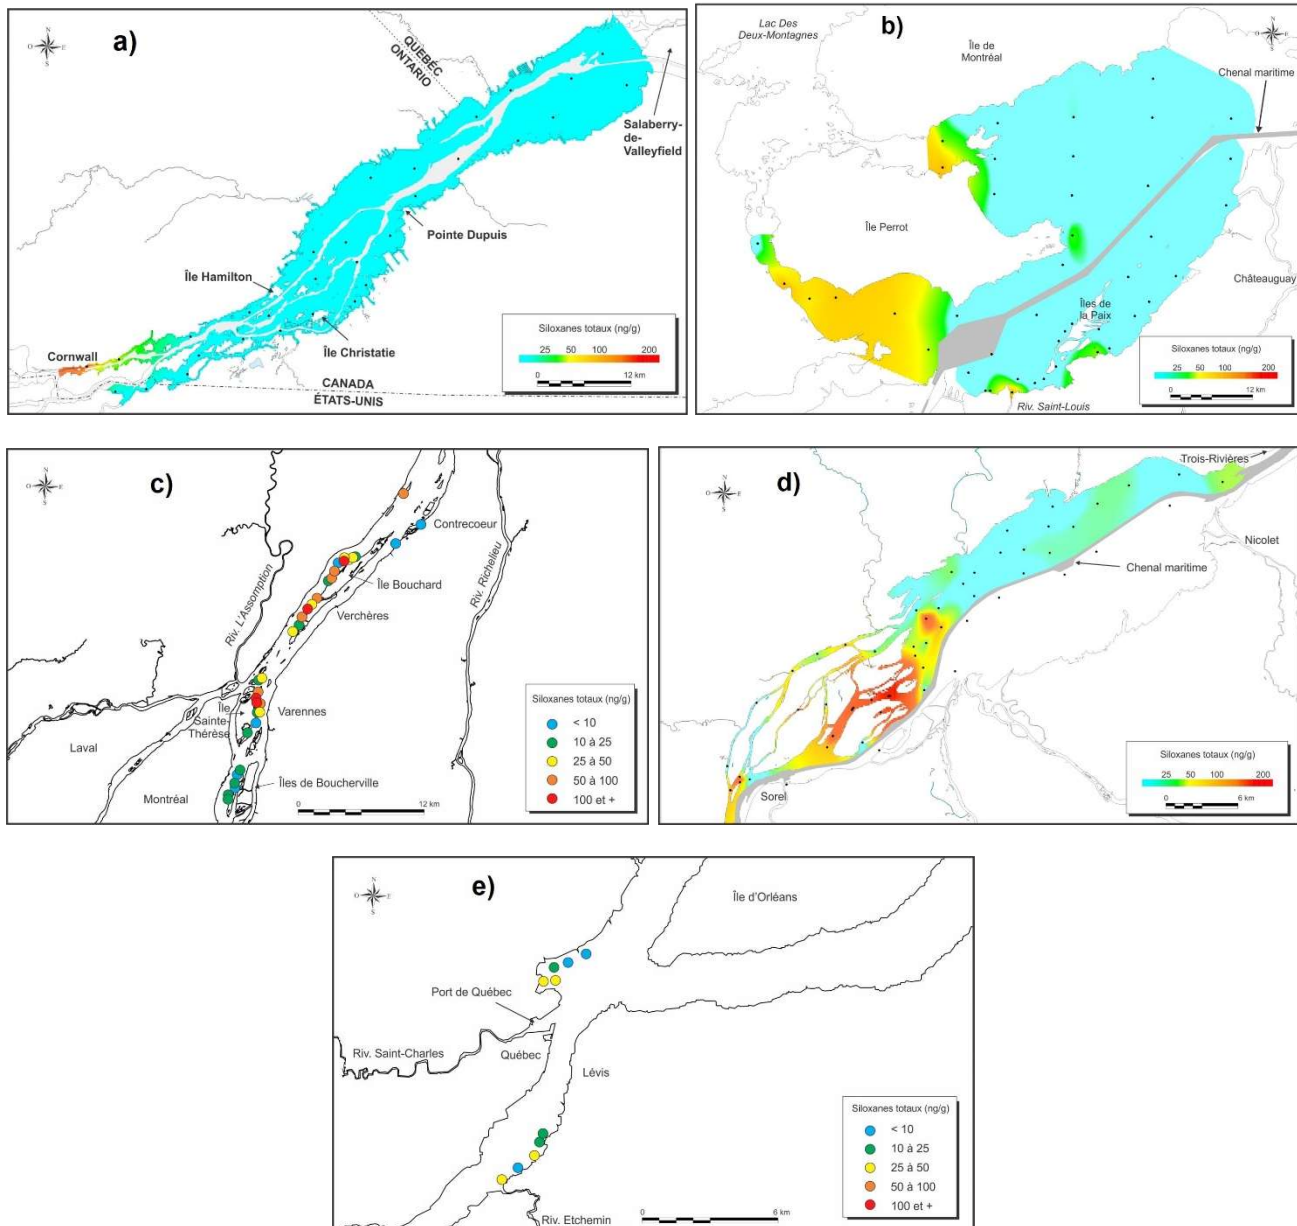 a)
N
O
E
S
QUÉBEC
ONTARIO
Salaberry-
de-
Valleyfield
Pointe Dupuis
Île Hamilton
Île Christatie
Cornwall
CANADA
ÉTATS-UNIS
Siloxanes totaux (ng/g)
25 50 100 200
0 12 km
b)
N
O
E
S
Lac Des
Deux-Montagnes
Île de
Montréal
Chenal maritime
Île Perrot
Châteauguay
Îles de
la Paix
Riv. Saint-Louis
Siloxanes totaux (ng/g)
25 50 100 200
0 12 km
c)
N
O
E
S
Contrecoeur
Riv. L'Assomption
Île Bouchard
Riv. Richelieu
Verchères
Île
Sainte-
Thérèse
Varennes
Laval
Îles de Boucherville
Montréal
0 12 km
Siloxanes totaux (ng/g)
< 10
10 à 25
25 à 50
50 à 100
100 et +
d)
N
O
E
S
Trois-Rivières
Nicolet
Chenal maritime
Sorel
Siloxanes totaux (ng/g)
25 50 100 200
0 6 km
e)
N
O
E
S
Île d'Orléans
Port de Québec
Riv. Saint-Charles
Québec
Lévis
Riv. Etchemin
0 6 km
Siloxanes totaux (ng/g)
< 10
10 à 25
25 à 50
50 à 100
100 et +